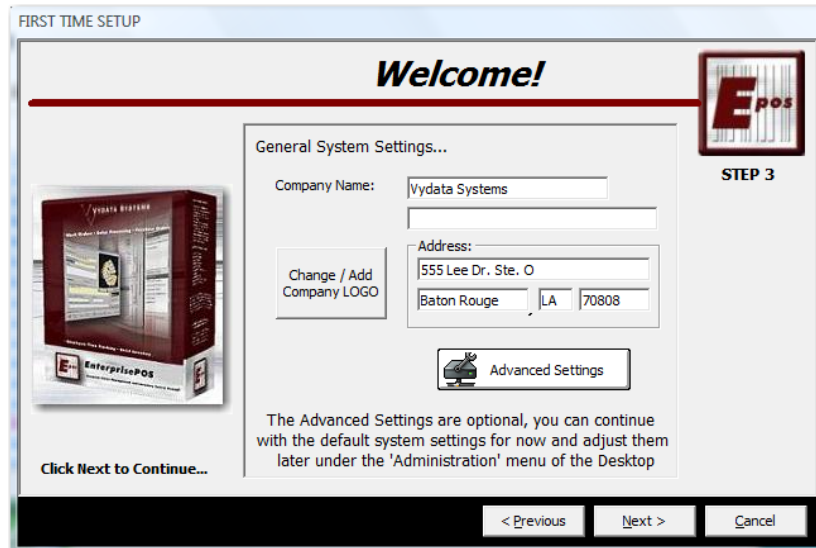 FIRST TIME SETUP
Welcome!
Epos
STEP 3
General System Settings...
Company Name:
Vydata Systems
Change / Add
Company LOGO
Address:
555 Lee Dr. Ste. O
Baton Rouge , LA 70808
Advanced Settings
The Advanced Settings are optional, you can continue
with the default system settings for now and adjust them
later under the 'Administration' menu of the Desktop
VYDATA SYSTEMS
EnterprisePOS
Click Next to Continue...
< Previous Next > Cancel